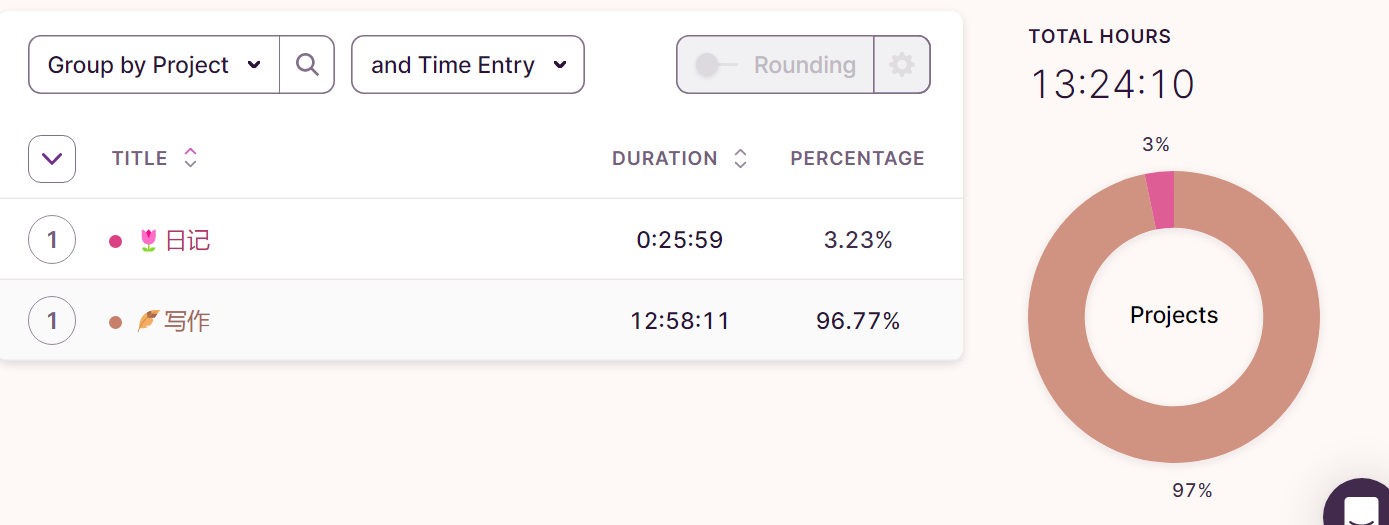 Group by Project
and Time Entry
Rounding
TITLE
DURATION
PERCENTAGE
1
🌷日记
0:25:59
3.23%
1
🍂写作
12:58:11
96.77%
TOTAL HOURS
13:24:10
3%
Projects
97%